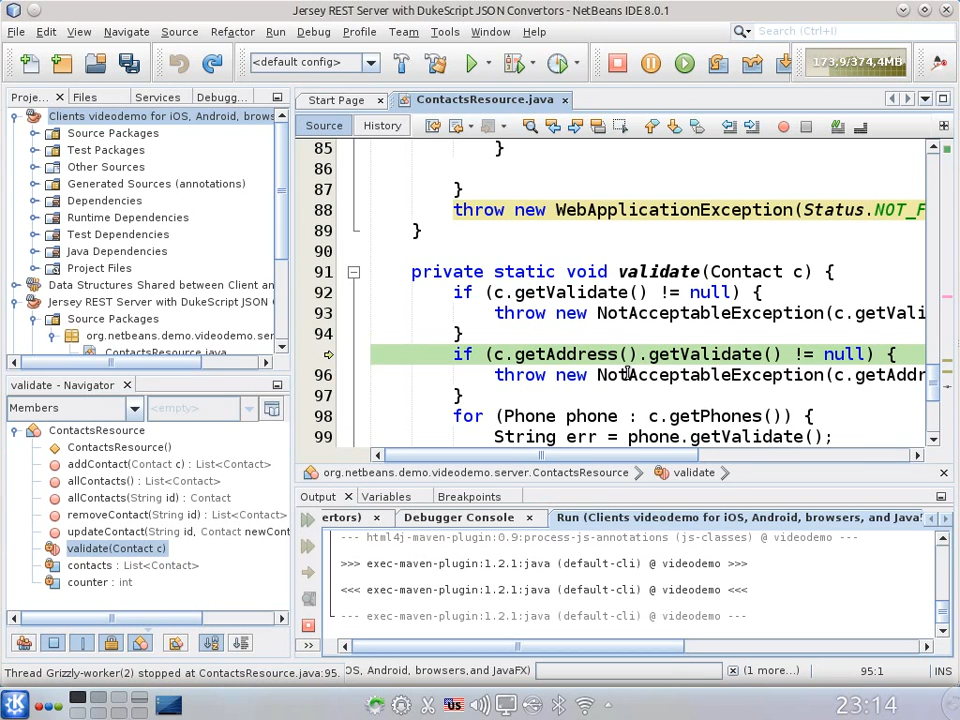 Jersey REST Server with DukeScript JSON Convertors - NetBeans IDE 8.0.1
File Edit View Navigate Source Refactor Run Debug Profile Team Tools Window Help
Search (Ctrl+I)
<default config>
173,9/374,4MB
Proje... Files Services Debugg...
Start Page
ContactsResource.java
Source History
Clients videodemo for iOS, Android, brows
Source Packages
Test Packages
Other Sources
Generated Sources (annotations)
Dependencies
Runtime Dependencies
Test Dependencies
Java Dependencies
Project Files
Data Structures Shared between Client an
Jersey REST Server with DukeScript JSON
Source Packages
org.netbeans.demo.videodemo.ser
ContactsResource.java
85 }
86
87 }
88 throw new WebApplicationException(Status.NOT_F
89 }
90
91 private static void validate(Contact c) {
92 if (c.getValidate() != null) {
93 throw new NotAcceptableException(c.getVali
94 }
if (c.getAddress().getValidate() != null) {
96 throw new NotAcceptableException(c.getAddr
97 }
98 for (Phone phone : c.getPhones()) {
99 String err = phone.getValidate();
validate - Navigator
Members
<empty>
ContactsResource
ContactsResource()
addContact(Contact c) : List<Contact>
allContacts() : List<Contact>
allContacts(String id) : Contact
removeContact(String id) : List<Contact>
updateContact(String id, Contact newCont
validate(Contact c)
contacts : List<Contact>
counter : int
org.netbeans.demo.videodemo.server.ContactsResource
validate
Output Variables Breakpoints
ertors)
Debugger Console
Run (Clients videodemo for iOS, Android, browsers, and Java
--- html4j-maven-plugin:0.9:process-js-annotations (js-classes) @ videodemo ---
>>> exec-maven-plugin:1.2.1:java (default-cli) @ videodemo >>>
<<< exec-maven-plugin:1.2.1:java (default-cli) @ videodemo <<<
--- exec-maven-plugin:1.2.1:java (default-cli) @ videodemo ---
Thread Grizzly-worker(2) stopped at ContactsResource.java:95.
OS, Android, browsers,and JavaFX)
(1 more...)
95:1
INS
us
23:14